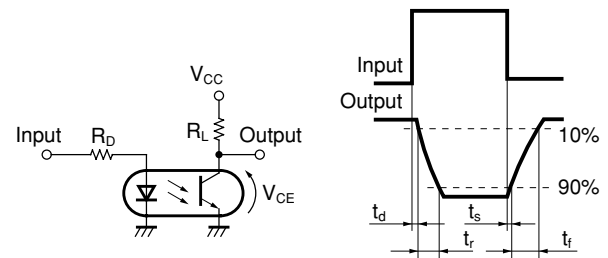 V_CC
Input R_D R_L Output
V_CE
Input
Output
10%
90%
t_d t_s
t_r t_f